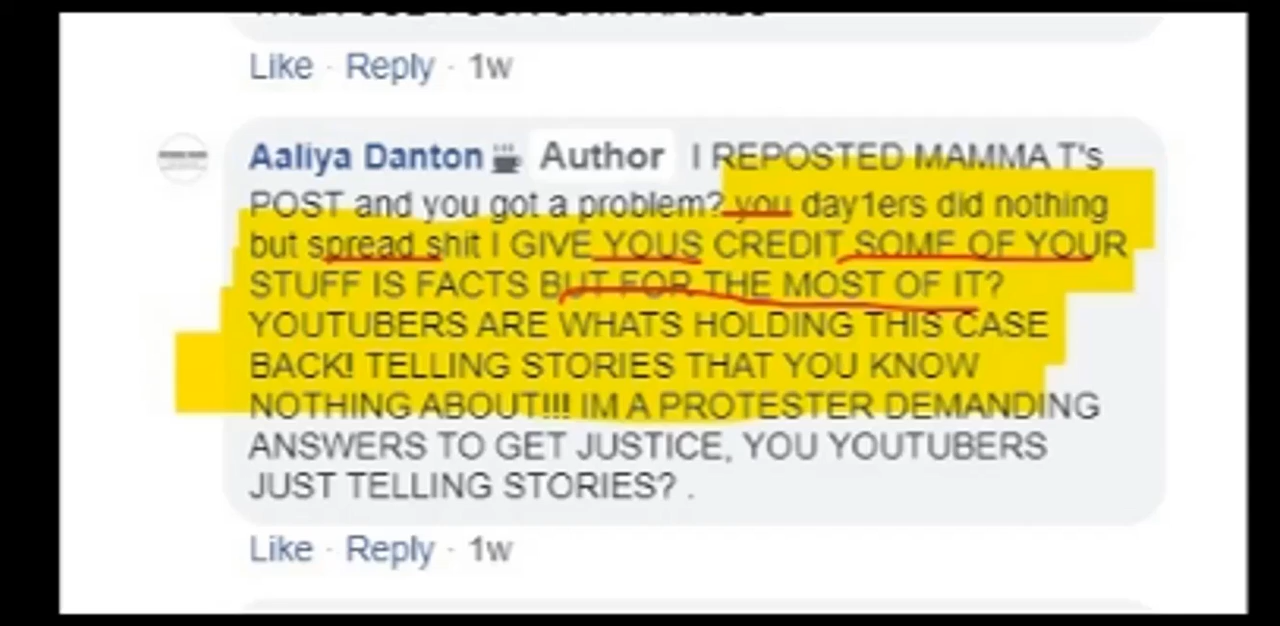 Like · Reply · 1w
Aaliya Danton Author I REPOSTED MAMMA T's
POST and you got a problem? you day1ers did nothing
but spread shit I GIVE YOUS CREDIT SOME OF YOUR
STUFF IS FACTS BUT FOR THE MOST OF IT?
YOUTUBERS ARE WHATS HOLDING THIS CASE
BACK! TELLING STORIES THAT YOU KNOW
NOTHING ABOUT!!! IM A PROTESTER DEMANDING
ANSWERS TO GET JUSTICE, YOU YOUTUBERS
JUST TELLING STORIES? .
Like · Reply · 1w